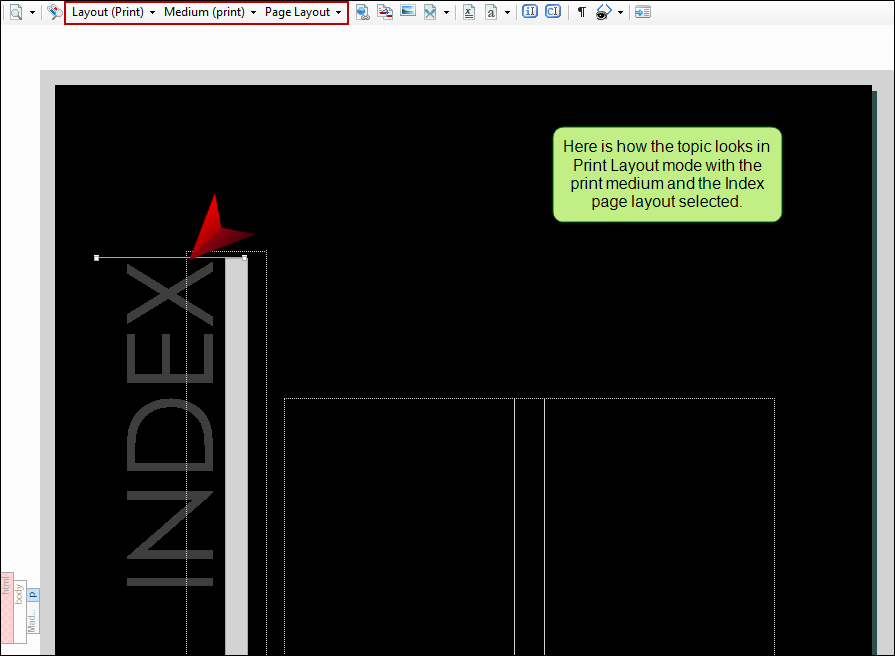 Layout (Print) Medium (print) Page Layout
Here is how the topic looks in
Print Layout mode with the
print medium and the Index
page layout selected.
INDEX
html
body
p
Mad...